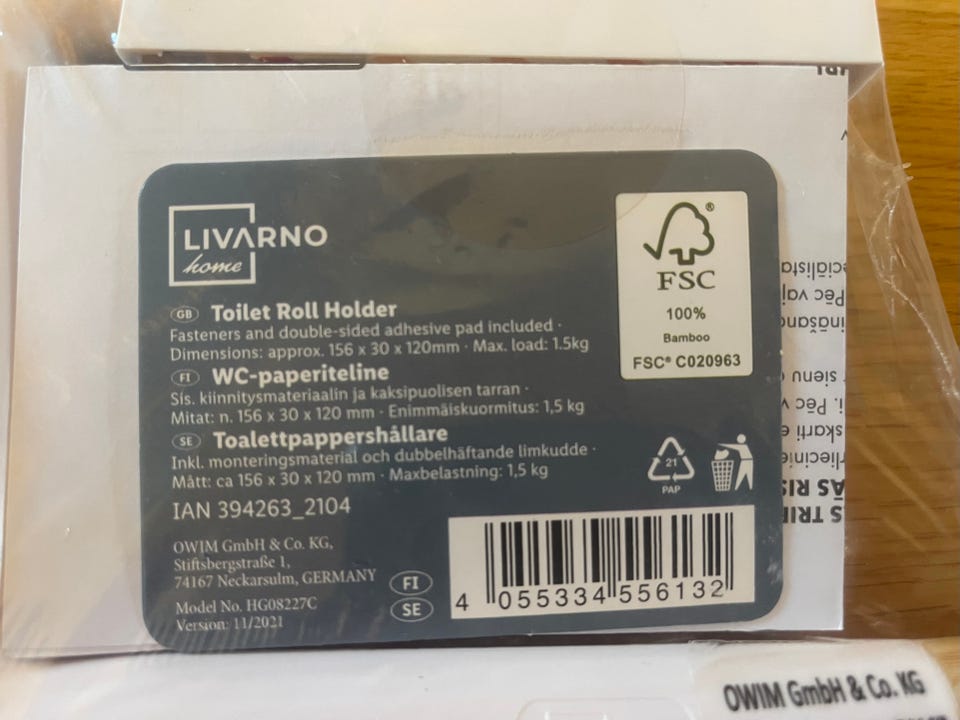 LIVARNO
home
GB Toilet Roll Holder
Fasteners and double-sided adhesive pad included ·
Dimensions: approx. 156 x 30 x 120mm · Max. load: 1.5kg
FI WC-paperiteline
Sis. kiinnitysmateriaalin ja kaksipuolisen tarran ·
Mitat: n. 156 x 30 x 120 mm · Enimmäiskuormitus: 1,5 kg
SE Toalettpappershållare
Inkl. monteringsmaterial och dubbelhäftande limkudde ·
Mått: ca 156 x 30 x 120 mm · Maxbelastning: 1,5 kg
IAN 394263_2104
OWIM GmbH & Co. KG,
Stiftsbergstraße 1,
74167 Neckarsulm, GERMANY
Model No. HG08227C
Version: 11/2021
FI
SE
®
FSC
100%
Bamboo
FSC® C020963
21
PAP
4 055334 556132
OWIM GmbH & Co. KG